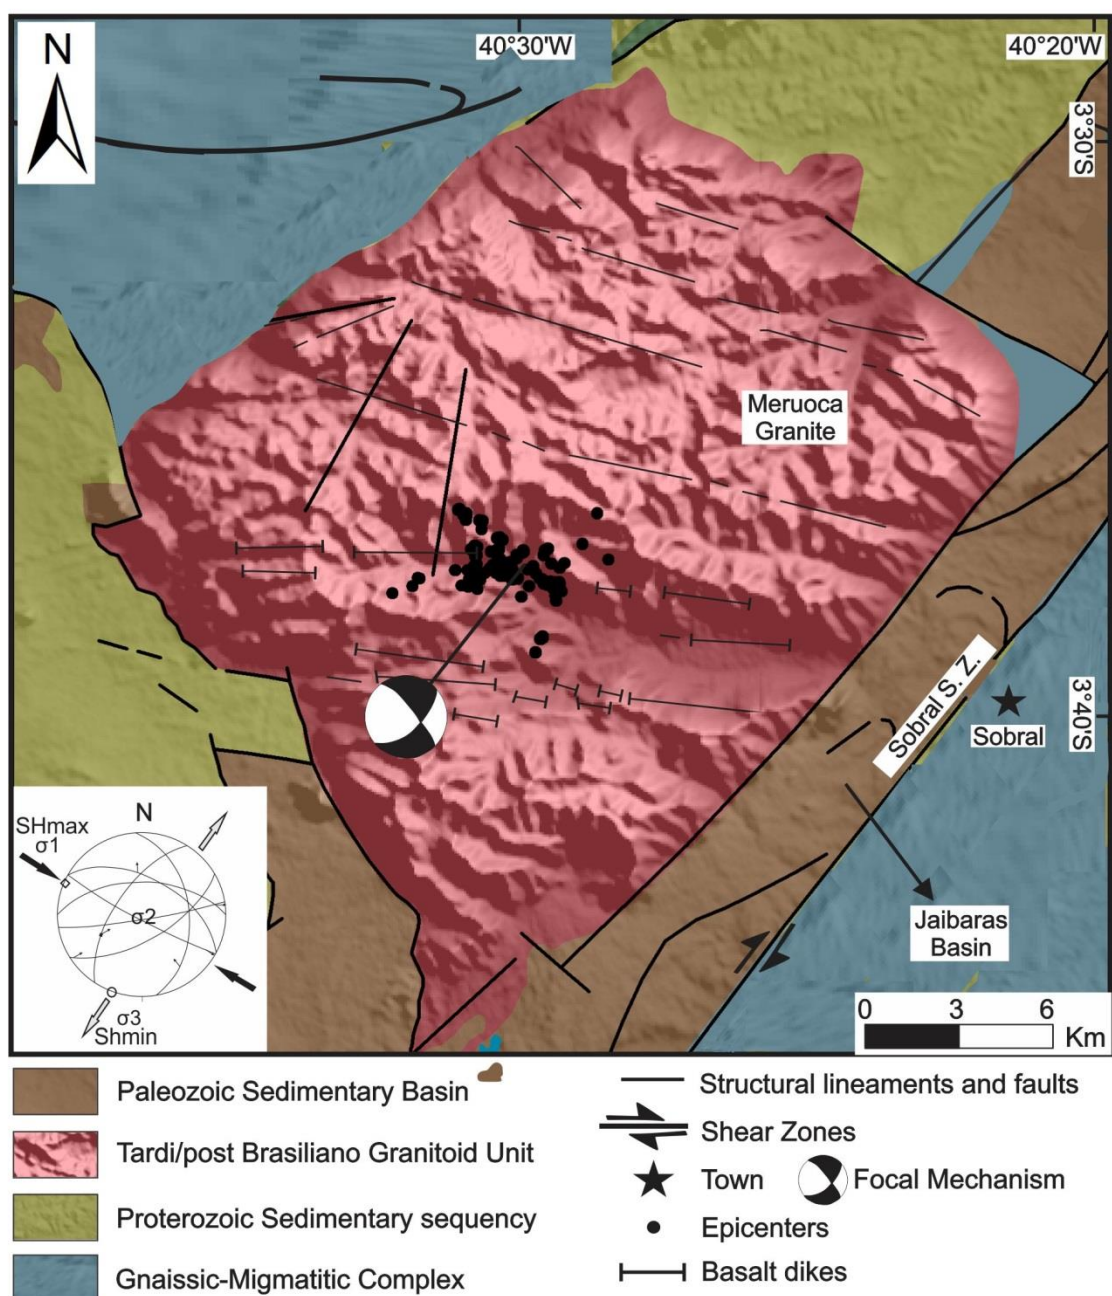 N
40°30'W
40°20'W
3°30'S
Meruoca
Granite
Sobral S. Z.
3°40'S
Sobral
Jaibaras
Basin
N
SHmax
σ1
σ2
σ3
Shmin
0 3 6
Km
Paleozoic Sedimentary Basin
Tardi/post Brasiliano Granitoid Unit
Proterozoic Sedimentary sequency
Gnaissic-Migmatitic Complex
Structural lineaments and faults
Shear Zones
Town
Focal Mechanism
Epicenters
Basalt dikes